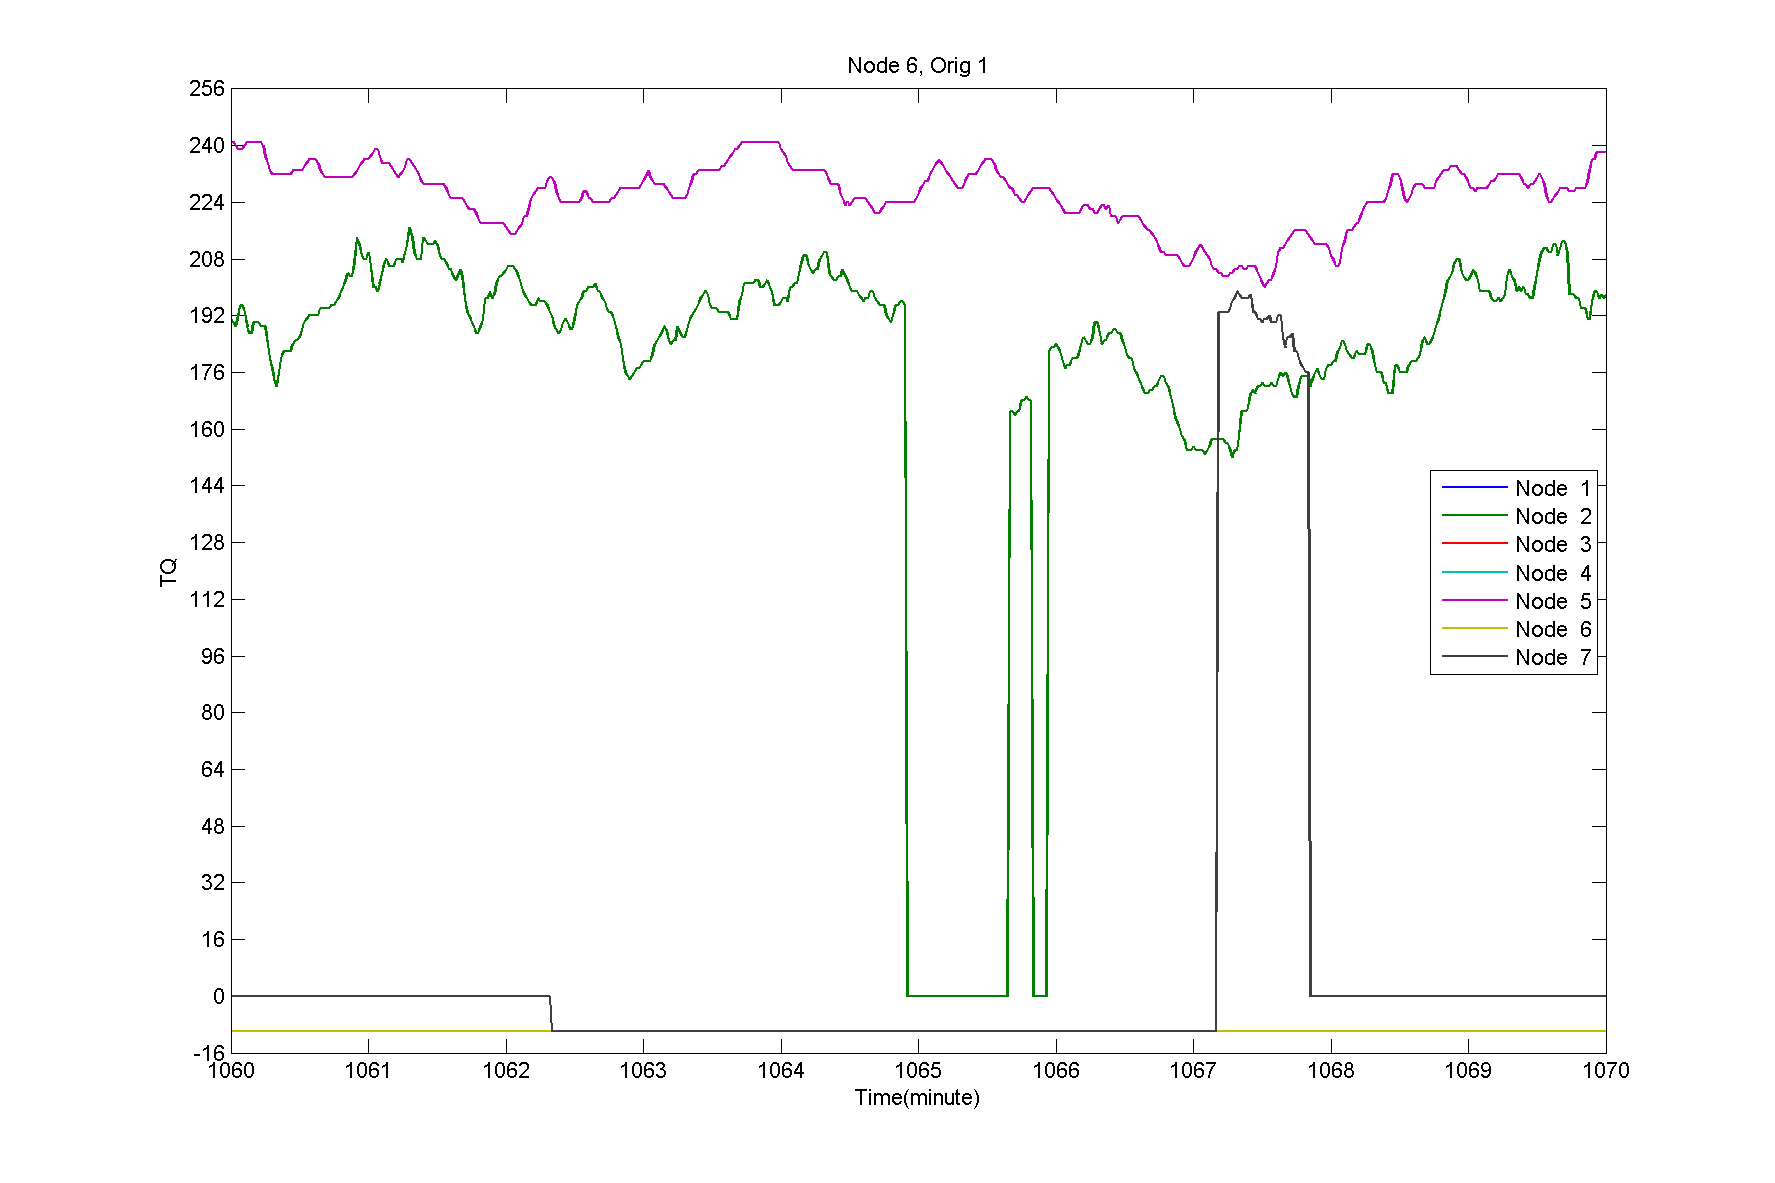 Node 6, Orig 1
256
240
224
208
192
176
160
144
128
112
96
80
64
48
32
16
0
-16
TQ
Node 1
Node 2
Node 3
Node 4
Node 5
Node 6
Node 7
1060 1061 1062 1063 1064 1065 1066 1067 1068 1069 1070
Time(minute)